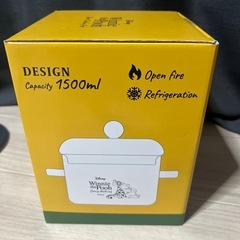 DESIGN
Capacity 1500ml
Open fire
Refrigeration
Disney
Winnie
the Pooh